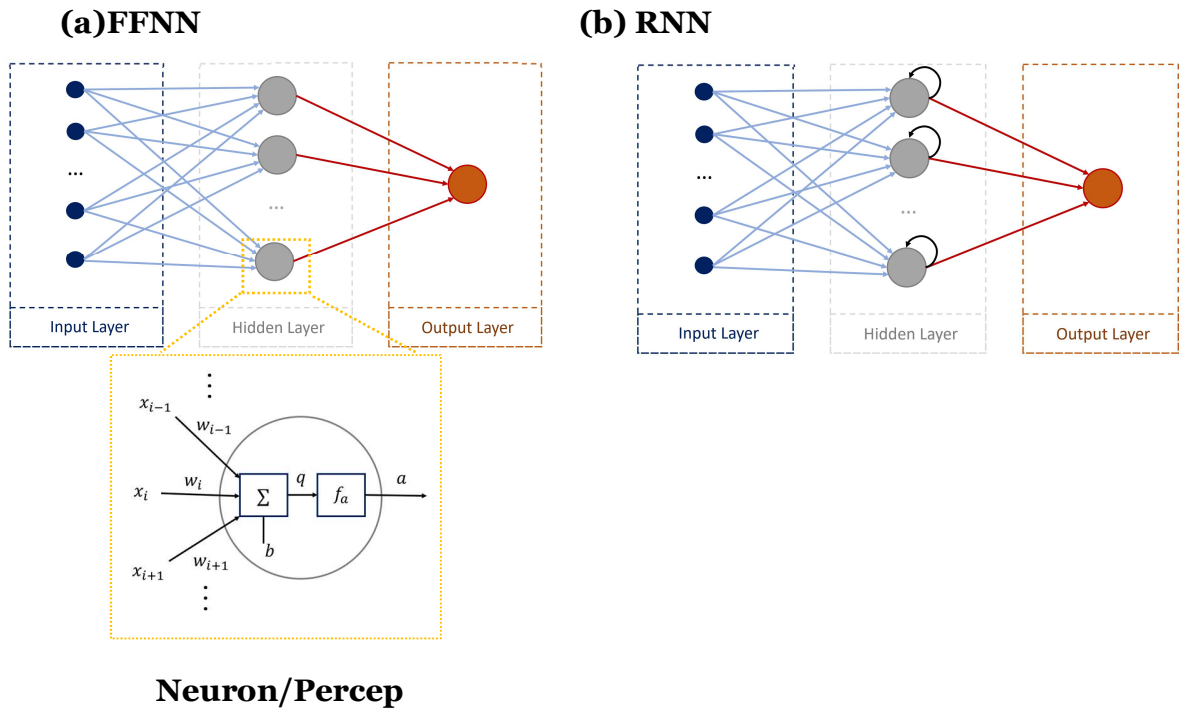 (a)FFNN
(b) RNN
...
...
...
...
Input Layer
Hidden Layer
Output Layer
Input Layer
Hidden Layer
Output Layer
⋮
x_{i-1}
w_{i-1}
x_i
w_i
Σ
q
f_a
a
b
x_{i+1}
w_{i+1}
⋮
Neuron/Percep